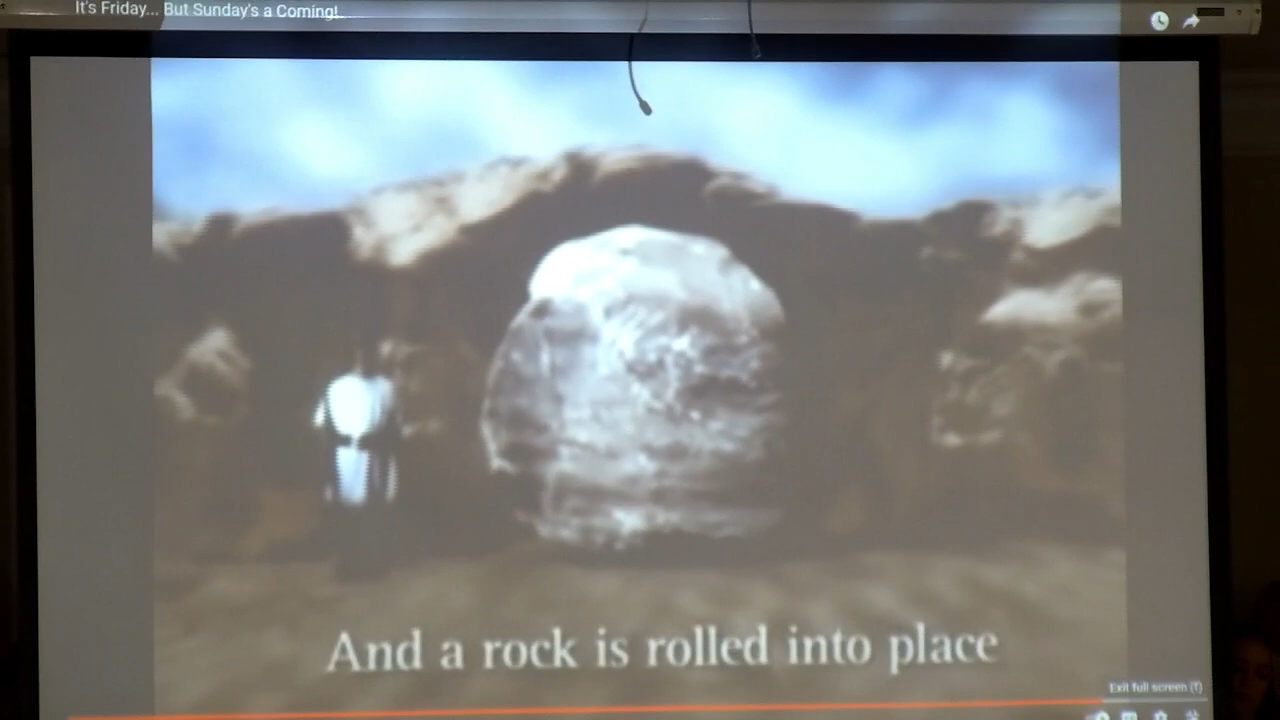 It's Friday... But Sunday's a Coming!
And a rock is rolled into place
Exit full screen (f)